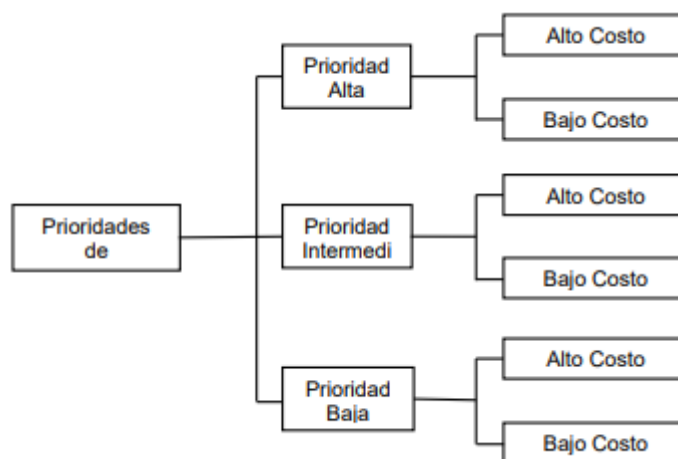 Prioridades
de
Prioridad
Alta
Alto Costo
Bajo Costo
Prioridad
Intermedi
Alto Costo
Bajo Costo
Prioridad
Baja
Alto Costo
Bajo Costo